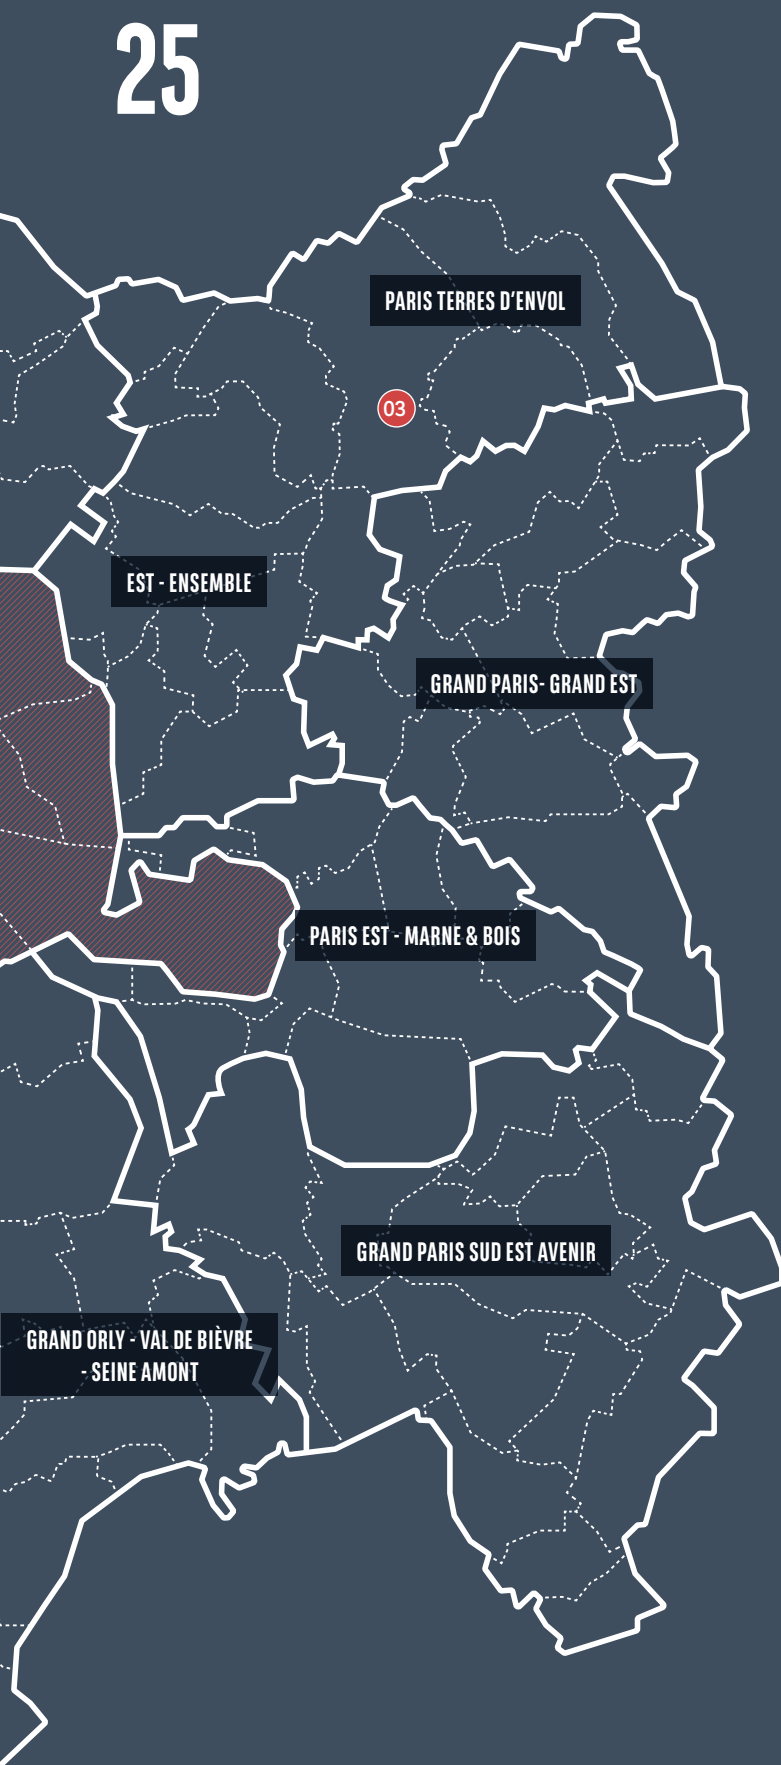 25
PARIS TERRES D’ENVOL
03
EST - ENSEMBLE
GRAND PARIS- GRAND EST
PARIS EST - MARNE & BOIS
GRAND PARIS SUD EST AVENIR
GRAND ORLY - VAL DE BIÈVRE
- SEINE AMONT